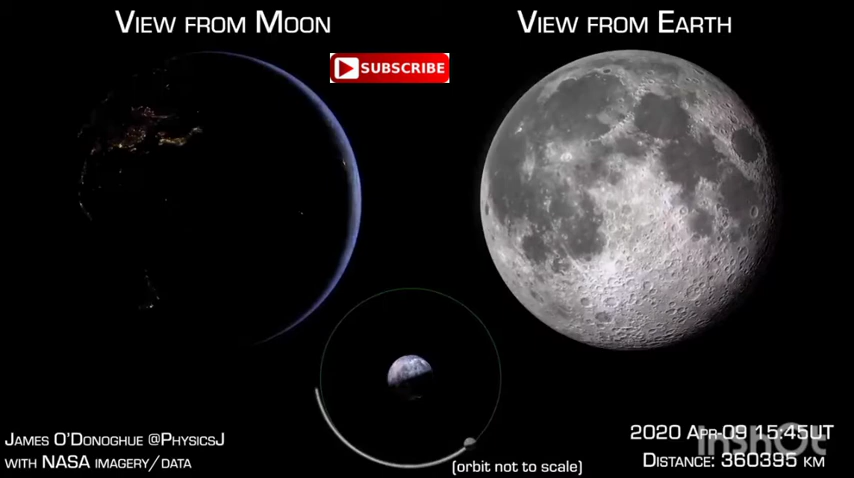 View from Moon
View from Earth
SUBSCRIBE
James O'Donoghue @PhysicsJ
with NASA imagery/data
(orbit not to scale)
2020 Apr-09 15:45UT
InShOt
Distance: 360395 km